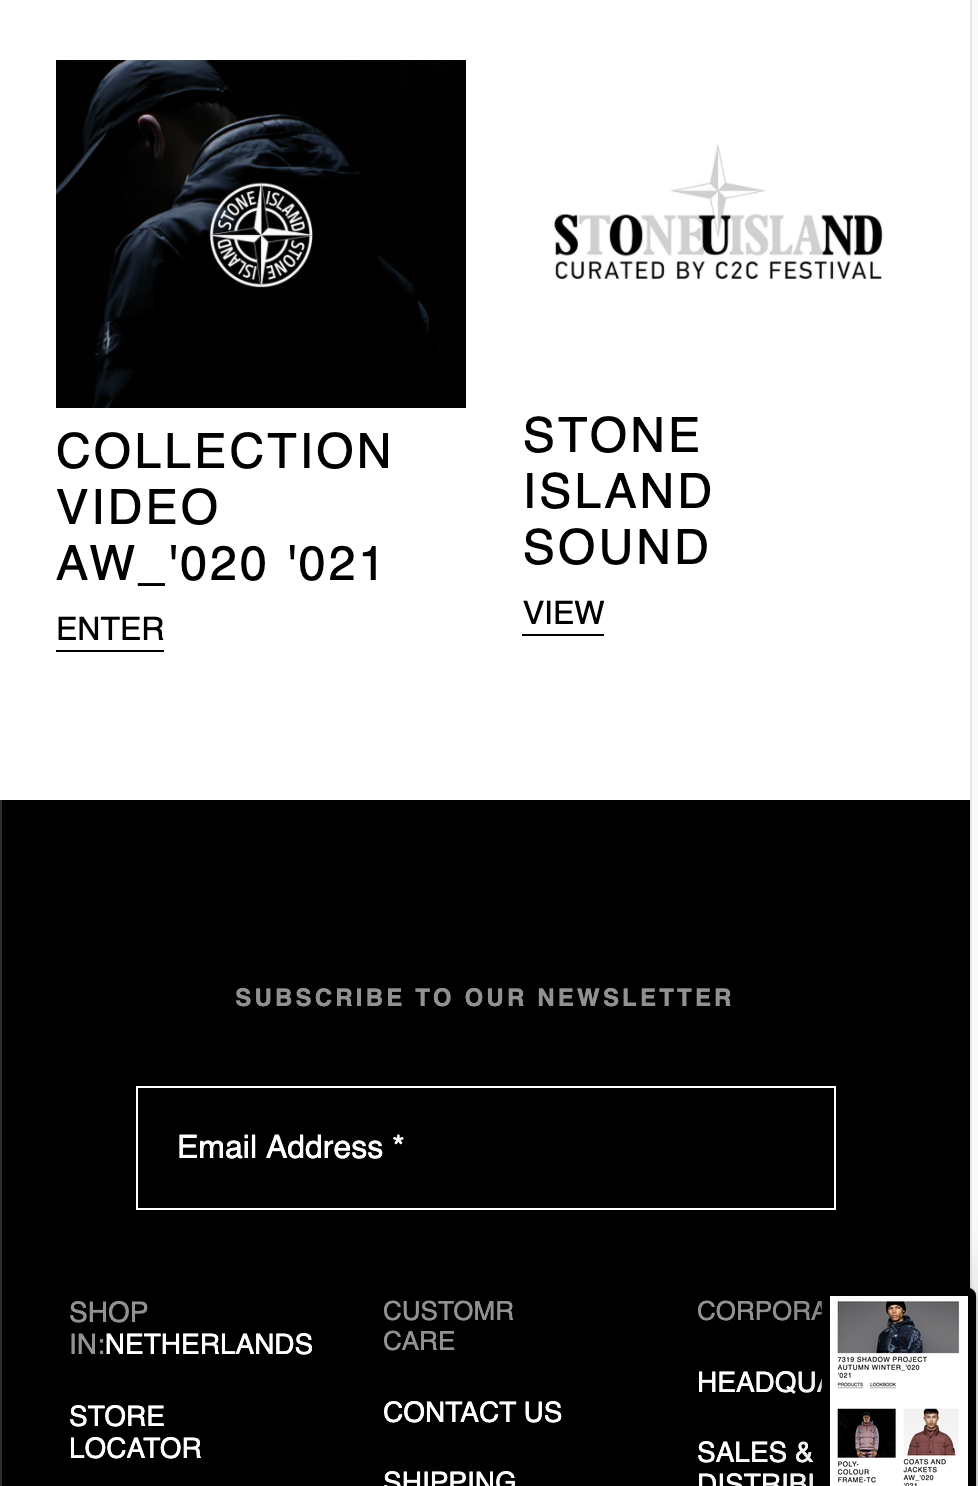 STONE ISLAND STONE ISLAND
STONEUISLAND
CURATED BY C2C FESTIVAL
COLLECTION
VIDEO
AW_'020 '021
ENTER
STONE
ISLAND
SOUND
VIEW
SUBSCRIBE TO OUR NEWSLETTER
Email Address *
SHOP
IN:NETHERLANDS
STORE
LOCATOR
CUSTOMR
CARE
CONTACT US
SHIPPING
CORPORA
HEADQUA
SALES &
DISTRIBU
7319 SHADOW PROJECT
AUTUMN WINTER_'020
'021
PRODUCTS LOOKBOOK
POLY-
COLOUR
FRAME-TC
COATS AND
JACKETS
AW_'020
'021